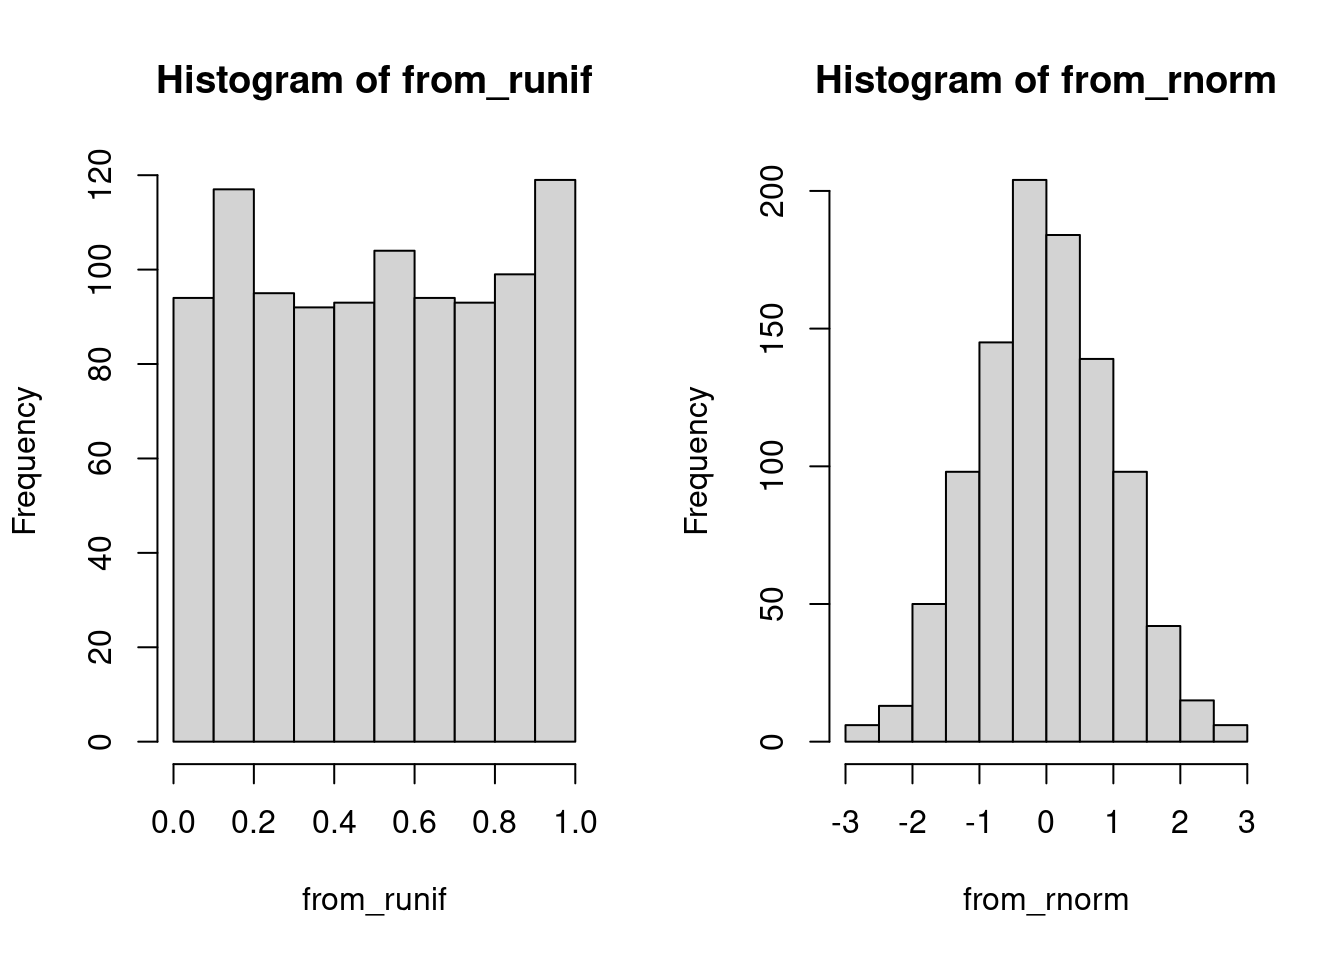 Histogram of from_runif
Frequency
120
100
80
60
40
20
0
0.0 0.2 0.4 0.6 0.8 1.0
from_runif
Histogram of from_rnorm
Frequency
200
150
100
50
0
-3 -2 -1 0 1 2 3
from_rnorm